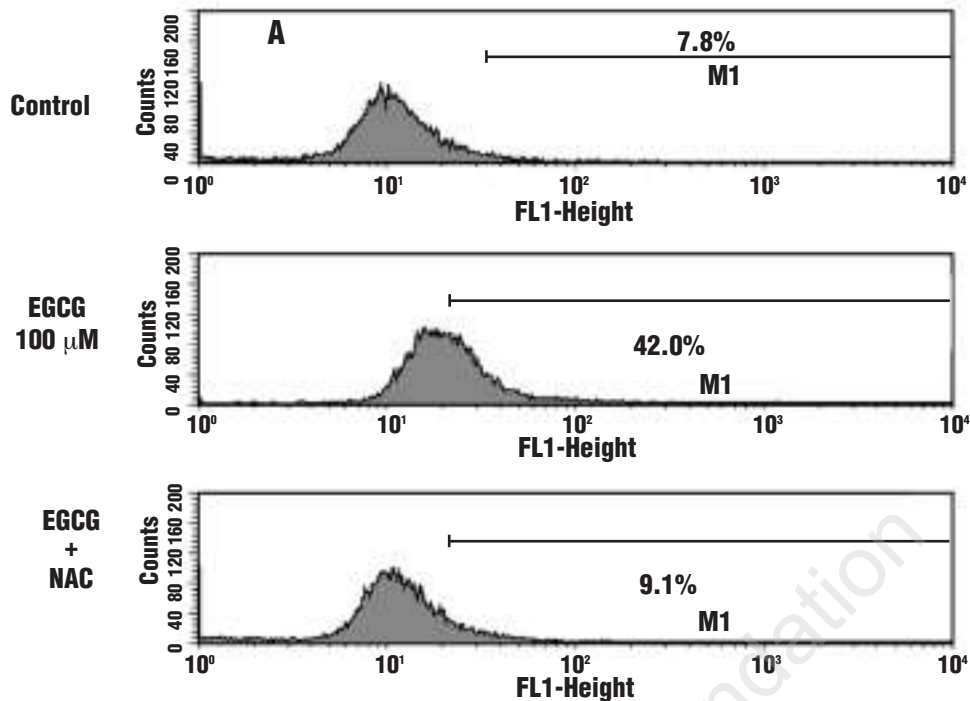 A
7.8%
M1
Control
Counts
0 40 80 120 160 200
10⁰ 10¹ 10² 10³ 10⁴
FL1-Height
EGCG
100 μM
42.0%
M1
Counts
0 40 80 120 160 200
10⁰ 10¹ 10² 10³ 10⁴
FL1-Height
EGCG
+
NAC
9.1%
M1
Counts
0 40 80 120 160 200
10⁰ 10¹ 10² 10³ 10⁴
FL1-Height